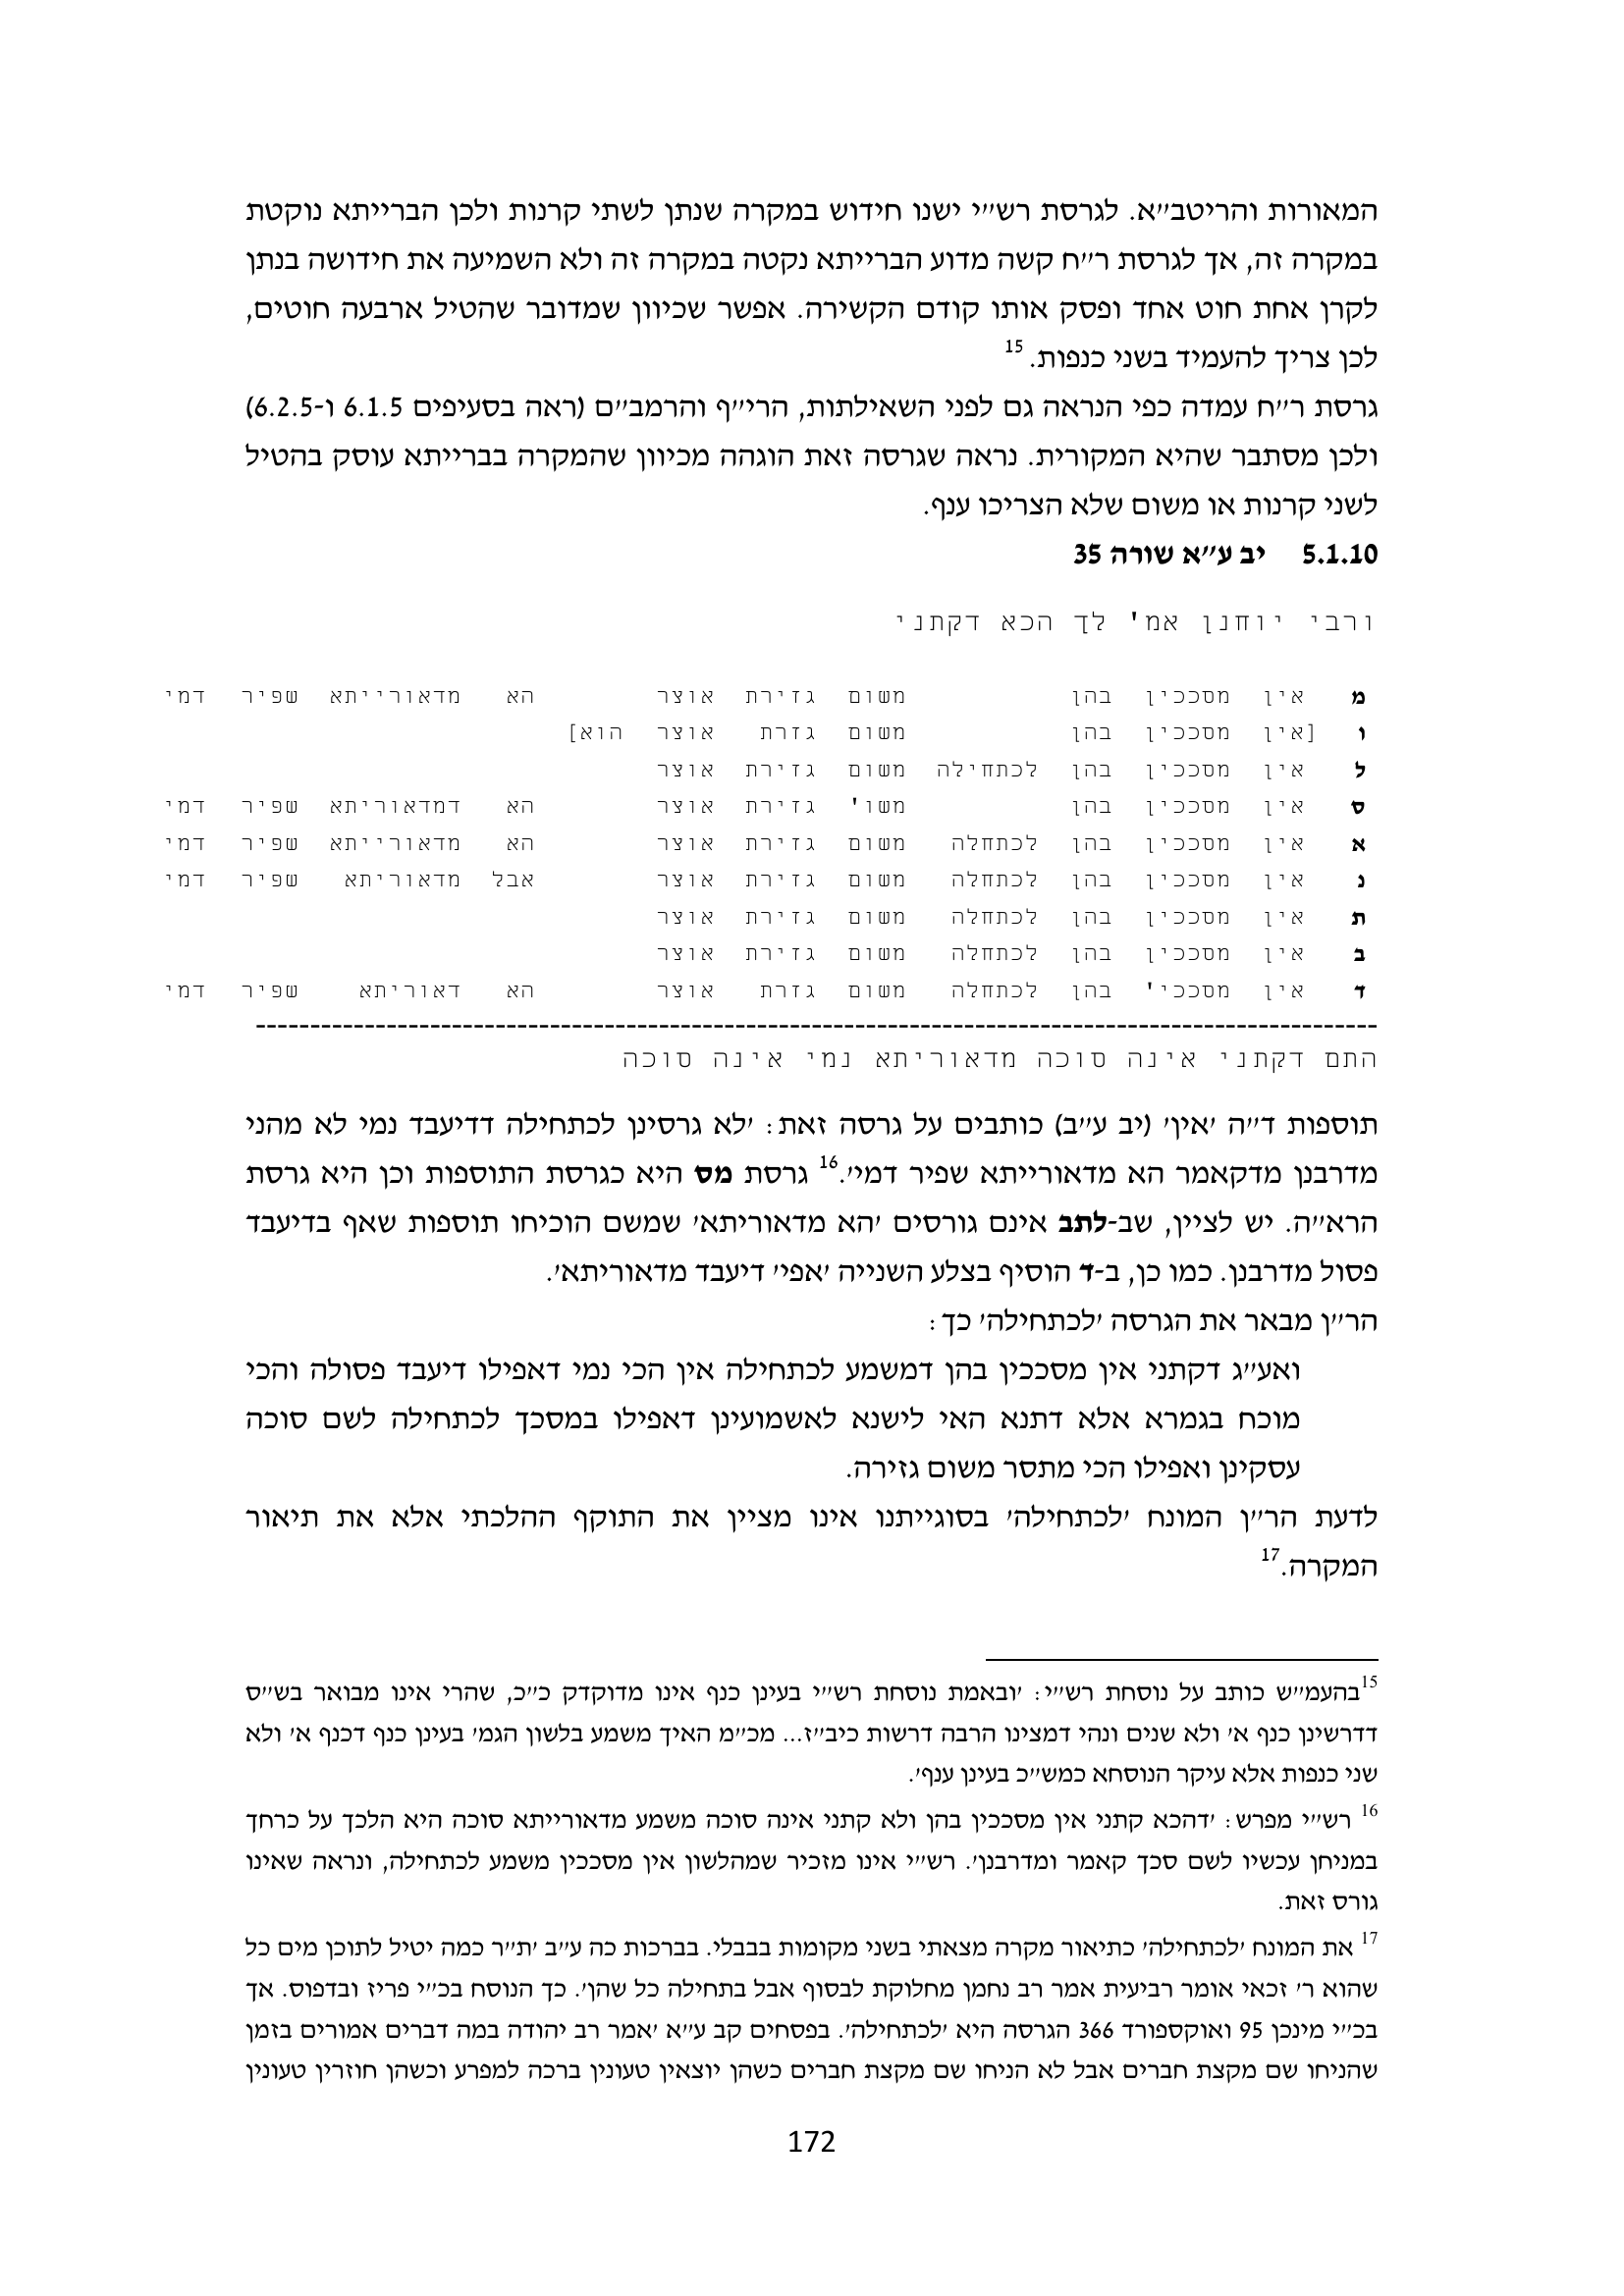 המאורות והריטב״א. לגרסת רש״י ישנו חידוש במקרה שנתן לשתי קרנות ולכן הברייתא נוקטת
במקרה זה, אך לגרסת ר״ח קשה מדוע הברייתא נקטה במקרה זה ולא השמיעה את חידושה בנתן
לקרן אחת חוט אחד ופסק אותו קודם הקשירה. אפשר שכיוון שמדובר שהטיל ארבעה חוטים,
לכן צריך להעמיד בשני כנפות. 15
גרסת ר״ח עמדה כפי הנראה גם לפני השאילתות, הרי״ף והרמב״ם (ראה בסעיפים 6.1.5 ו-6.2.5)
ולכן מסתבר שהיא המקורית. נראה שגרסה זאת הוגהה מכיוון שהמקרה בברייתא עוסק בהטיל
לשני קרנות או משום שלא הצריכו ענף.
5.1.10 יב ע״א שורה 35
ורבי יוחנן אמ' לך הכא דקתני
מ אין מסככין בהן משום גזירת אוצר הא מדאורייתא שפיר דמי
ו [אין מסככין בהן משום גזרת אוצר הוא]
ל אין מסככין בהן לכתחילה משום גזירת אוצר
ס אין מסככין בהן משו' גזירת אוצר הא דמדאוריתא שפיר דמי
א אין מסככין בהן לכתחלה משום גזירת אוצר הא מדאורייתא שפיר דמי
נ אין מסככין בהן לכתחלה משום גזירת אוצר אבל מדאוריתא שפיר דמי
ת אין מסככין בהן לכתחלה משום גזירת אוצר
ב אין מסככין בהן לכתחלה משום גזירת אוצר
ד אין מסככי' בהן לכתחלה משום גזרת אוצר הא דאוריתא שפיר דמי
התם דקתני אינה סוכה מדאוריתא נמי אינה סוכה
תוספות ד״ה ׳אין׳ (יב ע״ב) כותבים על גרסה זאת: ׳לא גרסינן לכתחילה דדיעבד נמי לא מהני
מדרבנן מדקאמר הא מדאורייתא שפיר דמי׳.16 גרסת מס היא כגרסת התוספות וכן היא גרסת
הרא״ה. יש לציין, שב-לתב אינם גורסים ׳הא מדאוריתא׳ שמשם הוכיחו תוספות שאף בדיעבד
פסול מדרבנן. כמו כן, ב-ד הוסיף בצלע השנייה ׳אפי׳ דיעבד מדאוריתא׳.
הר״ן מבאר את הגרסה ׳לכתחילה׳ כך:
ואע״ג דקתני אין מסככין בהן דמשמע לכתחילה אין הכי נמי דאפילו דיעבד פסולה והכי
מוכח בגמרא אלא דתנא האי לישנא לאשמועינן דאפילו במסכך לכתחילה לשם סוכה
עסקינן ואפילו הכי מתסר משום גזירה.
לדעת הר״ן המונח ׳לכתחילה׳ בסוגייתנו אינו מציין את התוקף ההלכתי אלא את תיאור
המקרה.17
15בהעמ״ש כותב על נוסחת רש״י: ׳ובאמת נוסחת רש״י בעינן כנף אינו מדוקדק כ״כ, שהרי אינו מבואר בש״ס
דדרשינן כנף א׳ ולא שנים ונהי דמצינו הרבה דרשות כיב״ז... מכ״מ האיך משמע בלשון הגמ׳ בעינן כנף דכנף א׳ ולא
שני כנפות אלא עיקר הנוסחא כמש״כ בעינן ענף׳.
16 רש״י מפרש: ׳דהכא קתני אין מסככין בהן ולא קתני אינה סוכה משמע מדאורייתא סוכה היא הלכך על כרחך
במניחן עכשיו לשם סכך קאמר ומדרבנן׳. רש״י אינו מזכיר שמהלשון אין מסככין משמע לכתחילה, ונראה שאינו
גורס זאת.
17 את המונח ׳לכתחילה׳ כתיאור מקרה מצאתי בשני מקומות בבבלי. בברכות כה ע״ב ׳ת״ר כמה יטיל לתוכן מים כל
שהוא ר׳ זכאי אומר רביעית אמר רב נחמן מחלוקת לבסוף אבל בתחילה כל שהן׳. כך הנוסח בכ״י פריז ובדפוס. אך
בכ״י מינכן 95 ואוקספורד 366 הגרסה היא ׳לכתחילה׳. בפסחים קב ע״א ׳אמר רב יהודה במה דברים אמורים בזמן
שהניחו שם מקצת חברים אבל לא הניחו שם מקצת חברים כשהן יוצאין טעונין ברכה למפרע וכשהן חוזרין טעונין
172